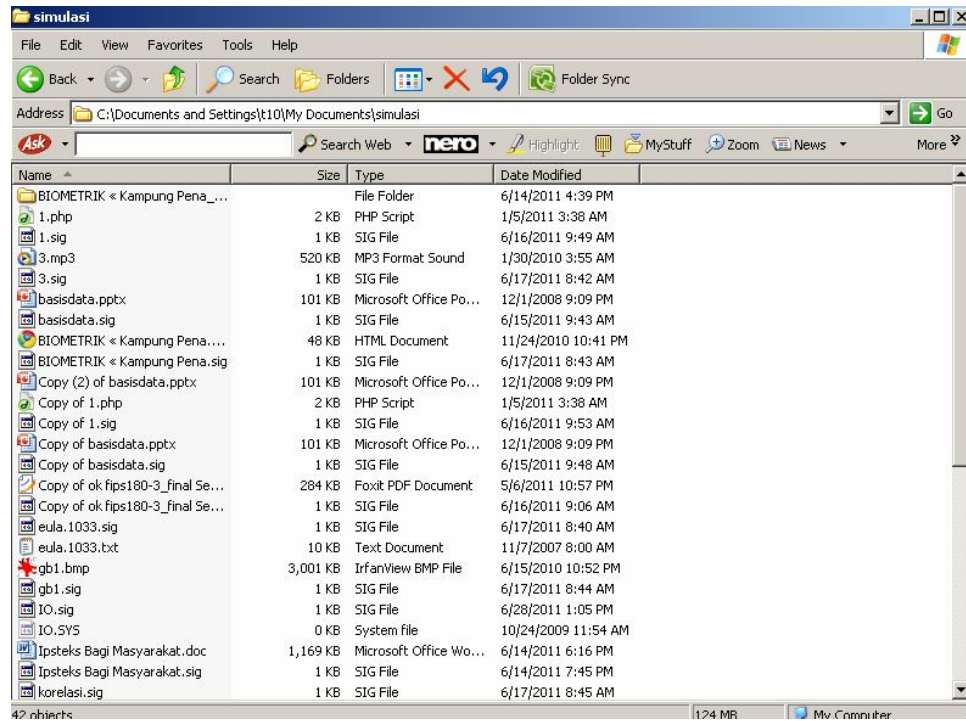 simulasi
File Edit View Favorites Tools Help
Back Search Folders Folder Sync
Address C:\Documents and Settings\t10\My Documents\simulasi Go
Ask Search Web nero Highlight MyStuff Zoom News More
Name Size Type Date Modified
BIOMETRIK « Kampung Pena_... File Folder 6/14/2011 4:39 PM
1.php 2 KB PHP Script 1/5/2011 3:38 AM
1.sig 1 KB SIG File 6/16/2011 9:49 AM
3.mp3 520 KB MP3 Format Sound 1/30/2010 3:55 AM
3.sig 1 KB SIG File 6/17/2011 8:42 AM
basisdata.pptx 101 KB Microsoft Office Po... 12/1/2008 9:09 PM
basisdata.sig 1 KB SIG File 6/15/2011 9:43 AM
BIOMETRIK « Kampung Pena.... 48 KB HTML Document 11/24/2010 10:41 PM
BIOMETRIK « Kampung Pena.sig 1 KB SIG File 6/17/2011 8:43 AM
Copy (2) of basisdata.pptx 101 KB Microsoft Office Po... 12/1/2008 9:09 PM
Copy of 1.php 2 KB PHP Script 1/5/2011 3:38 AM
Copy of 1.sig 1 KB SIG File 6/16/2011 9:53 AM
Copy of basisdata.pptx 101 KB Microsoft Office Po... 12/1/2008 9:09 PM
Copy of basisdata.sig 1 KB SIG File 6/15/2011 9:48 AM
Copy of ok fips180-3_final Se... 284 KB Foxit PDF Document 5/6/2011 10:57 PM
Copy of ok fips180-3_final Se... 1 KB SIG File 6/16/2011 9:06 AM
eula.1033.sig 1 KB SIG File 6/17/2011 8:40 AM
eula.1033.txt 10 KB Text Document 11/7/2007 8:00 AM
gb1.bmp 3,001 KB IrfanView BMP File 6/15/2010 10:52 PM
gb1.sig 1 KB SIG File 6/17/2011 8:44 AM
IO.sig 1 KB SIG File 6/28/2011 1:05 PM
IO.SYS 0 KB System file 10/24/2009 11:54 AM
Ipsteks Bagi Masyarakat.doc 1,169 KB Microsoft Office Wo... 6/14/2011 6:16 PM
Ipsteks Bagi Masyarakat.sig 1 KB SIG File 6/14/2011 7:45 PM
korelasi.sig 1 KB SIG File 6/17/2011 8:45 AM
42 objects 124 MB My Computer